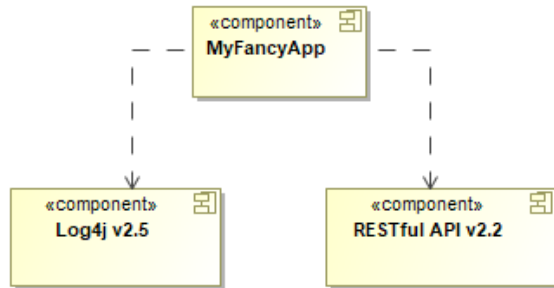 «component»
MyFancyApp
«component»
Log4j v2.5
«component»
RESTful API v2.2